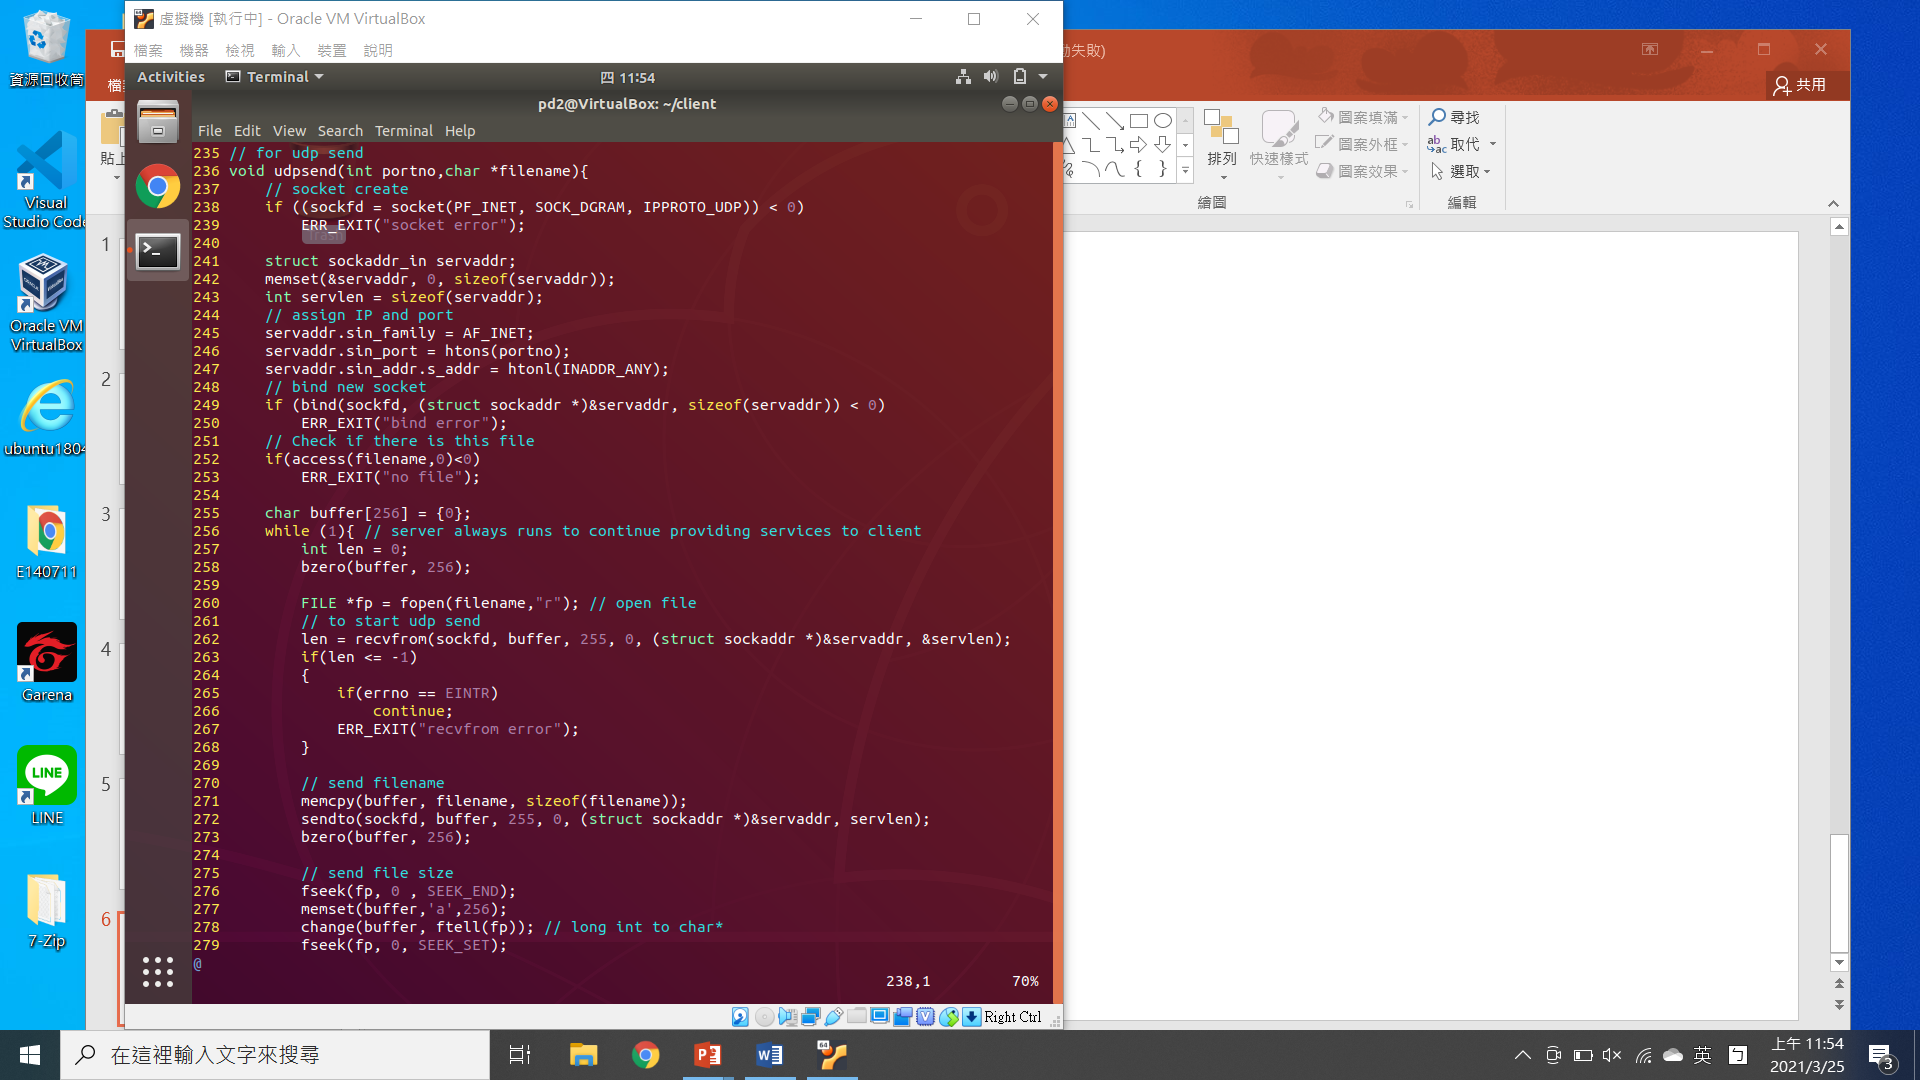 資源回收筒
Visual
Studio Code
Oracle VM
VirtualBox
ubuntu1804
E140711
Garena
LINE
7-Zip
虛擬機 [執行中] - Oracle VM VirtualBox
檔案 機器 檢視 輸入 裝置 說明
Activities Terminal 四 11:54
pd2@VirtualBox: ~/client
File Edit View Search Terminal Help
235 // for udp send
236 void udpsend(int portno,char *filename){
237 // socket create
238 if ((sockfd = socket(PF_INET, SOCK_DGRAM, IPPROTO_UDP)) < 0)
239 ERR_EXIT("socket error");
240
241 struct sockaddr_in servaddr;
242 memset(&servaddr, 0, sizeof(servaddr));
243 int servlen = sizeof(servaddr);
244 // assign IP and port
245 servaddr.sin_family = AF_INET;
246 servaddr.sin_port = htons(portno);
247 servaddr.sin_addr.s_addr = htonl(INADDR_ANY);
248 // bind new socket
249 if (bind(sockfd, (struct sockaddr *)&servaddr, sizeof(servaddr)) < 0)
250 ERR_EXIT("bind error");
251 // Check if there is this file
252 if(access(filename,0)<0)
253 ERR_EXIT("no file");
254
255 char buffer[256] = {0};
256 while (1){ // server always runs to continue providing services to client
257 int len = 0;
258 bzero(buffer, 256);
259
260 FILE *fp = fopen(filename,"r"); // open file
261 // to start udp send
262 len = recvfrom(sockfd, buffer, 255, 0, (struct sockaddr *)&servaddr, &servlen);
263 if(len <= -1)
264 {
265 if(errno == EINTR)
266 continue;
267 ERR_EXIT("recvfrom error");
268 }
269
270 // send filename
271 memcpy(buffer, filename, sizeof(filename));
272 sendto(sockfd, buffer, 255, 0, (struct sockaddr *)&servaddr, servlen);
273 bzero(buffer, 256);
274
275 // send file size
276 fseek(fp, 0 , SEEK_END);
277 memset(buffer,'a',256);
278 change(buffer, ftell(fp)); // long int to char*
279 fseek(fp, 0, SEEK_SET);
@
238,1 70%
Right Ctrl
動失敗)
共用
檔
貼上
排列
快速樣式
圖案填滿
圖案外框
圖案效果
繪圖
尋找
取代
選取
編輯
1
2
3
4
5
6
在這裡輸入文字來搜尋
英
ㄅ
上午 11:54
2021/3/25
3